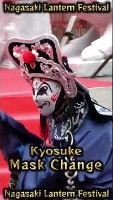 Nagasaki Lantern Festival
Kyosuke
Mask Change
Nagasaki Lantern Festival